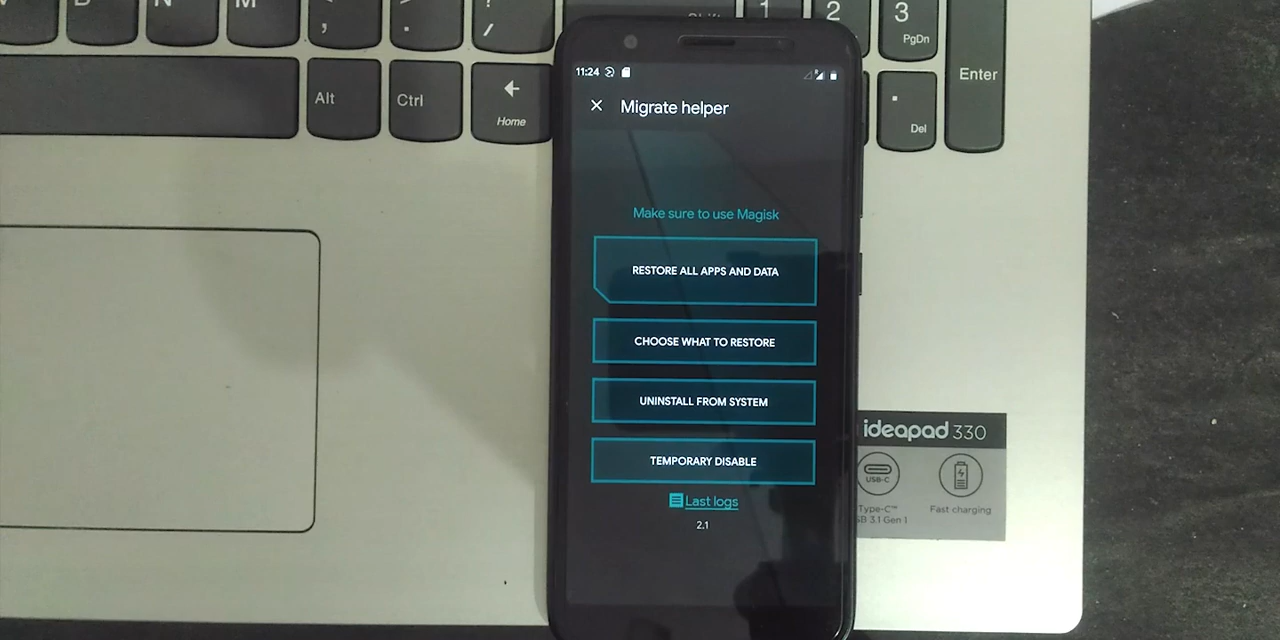 N
M
1
2
3
PgDn
Alt
Ctrl
Home
Enter
Del
11:24
Migrate helper
Make sure to use Magisk
RESTORE ALL APPS AND DATA
CHOOSE WHAT TO RESTORE
UNINSTALL FROM SYSTEM
TEMPORARY DISABLE
Last logs
2.1
ideapad 330
USB-C
Type-C™
Fast charging
3.1 Gen 1